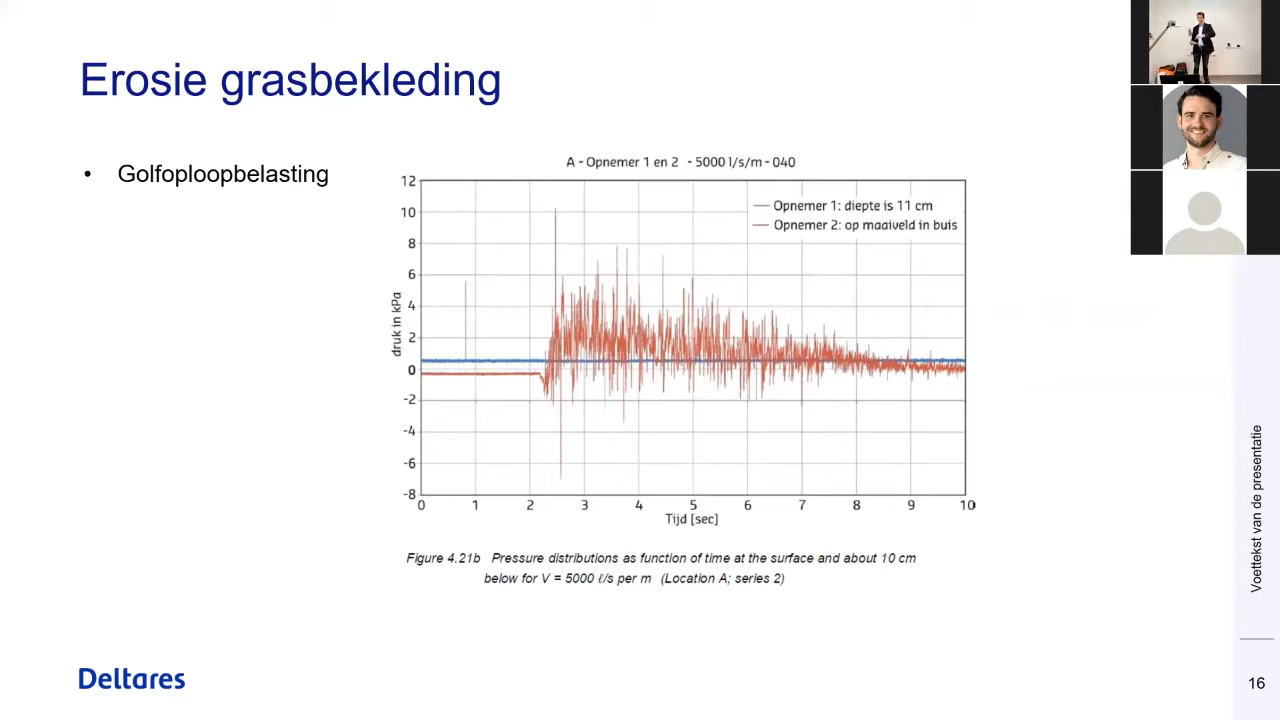 Erosie grasbekleding
• Golfoploopbelasting
A - Opnemer 1 en 2 - 5000 l/s/m - 040
12
10
8
6
4
2
0
-2
-4
-6
-8
druk in kPa
Opnemer 1: diepte is 11 cm
Opnemer 2: op maaiveld in buis
0 1 2 3 4 5 6 7 8 9 10
Tijd [sec]
Figure 4.21b Pressure distributions as function of time at the surface and about 10 cm
below for V = 5000 ℓ/s per m (Location A; series 2)
Voettekst van de presentatie
Deltares
16